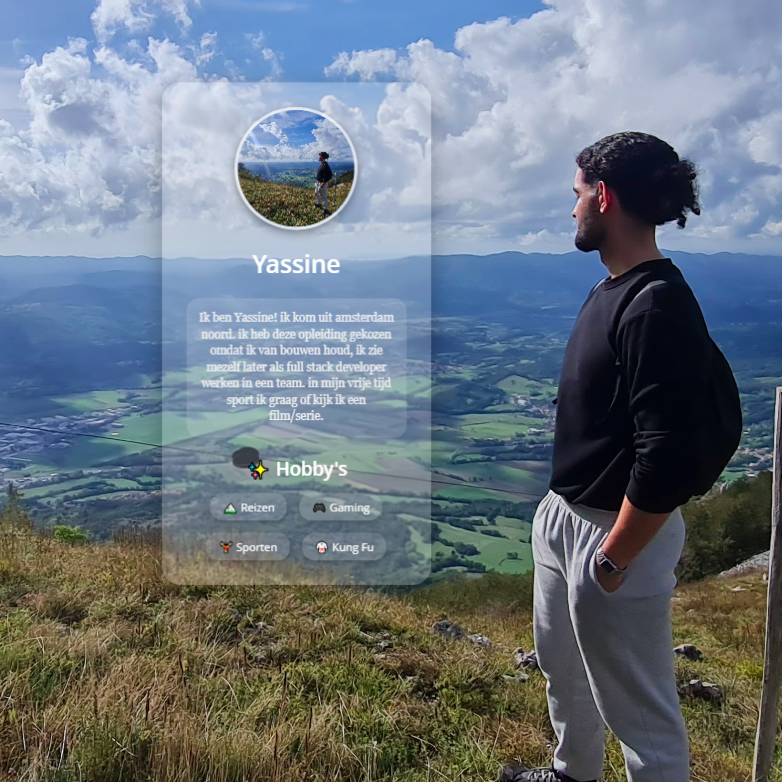 Yassine
Ik ben Yassine! ik kom uit amsterdam
noord. ik heb deze opleiding gekozen
omdat ik van bouwen houd, ik zie
mezelf later als full stack developer
werken in een team. in mijn vrije tijd
sport ik graag of kijk ik een
film/serie.
Hobby's
Reizen Gaming
Sporten Kung Fu